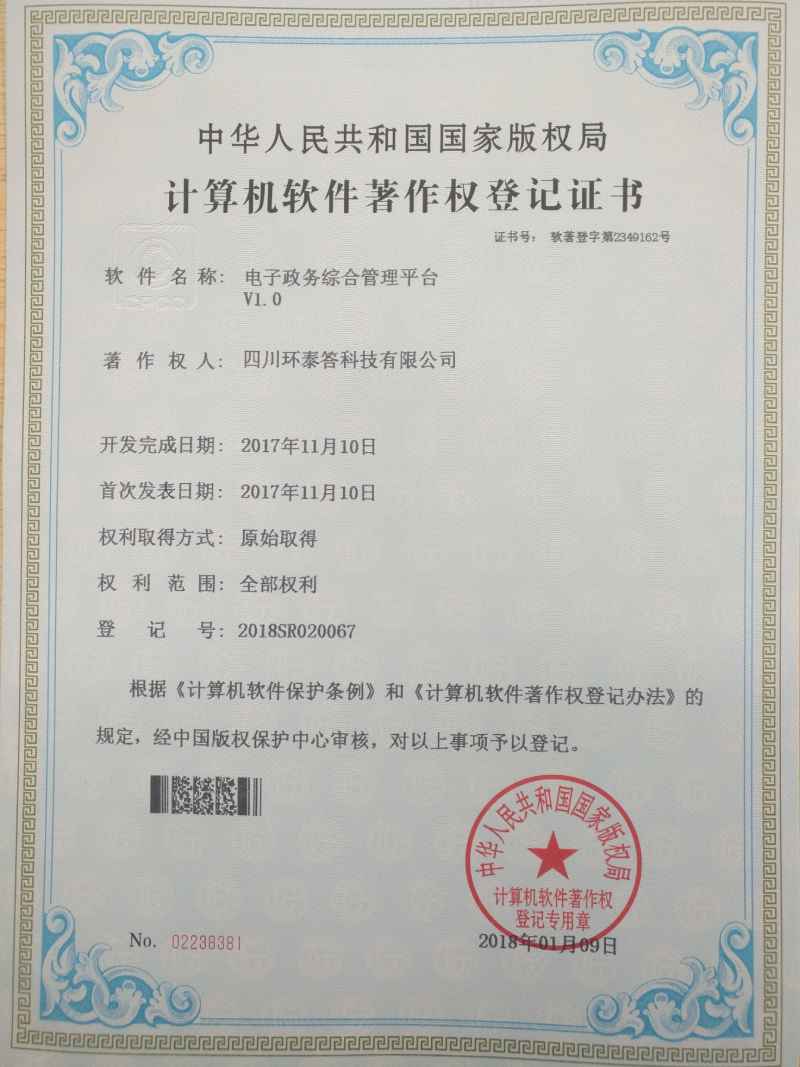 中华人民共和国国家版权局
计算机软件著作权登记证书
证书号： 软著登字第2349162号
软件名称： 电子政务综合管理平台
V1.0
著作权人： 四川环泰答科技有限公司
开发完成日期： 2017年11月10日
首次发表日期： 2017年11月10日
权利取得方式： 原始取得
权利范围： 全部权利
登记号： 2018SR020067
根据《计算机软件保护条例》和《计算机软件著作权登记办法》的
规定，经中国版权保护中心审核，对以上事项予以登记。
中华人民共和国国家版权局
计算机软件著作权
登记专用章
No. 02238381
2018年01月09日